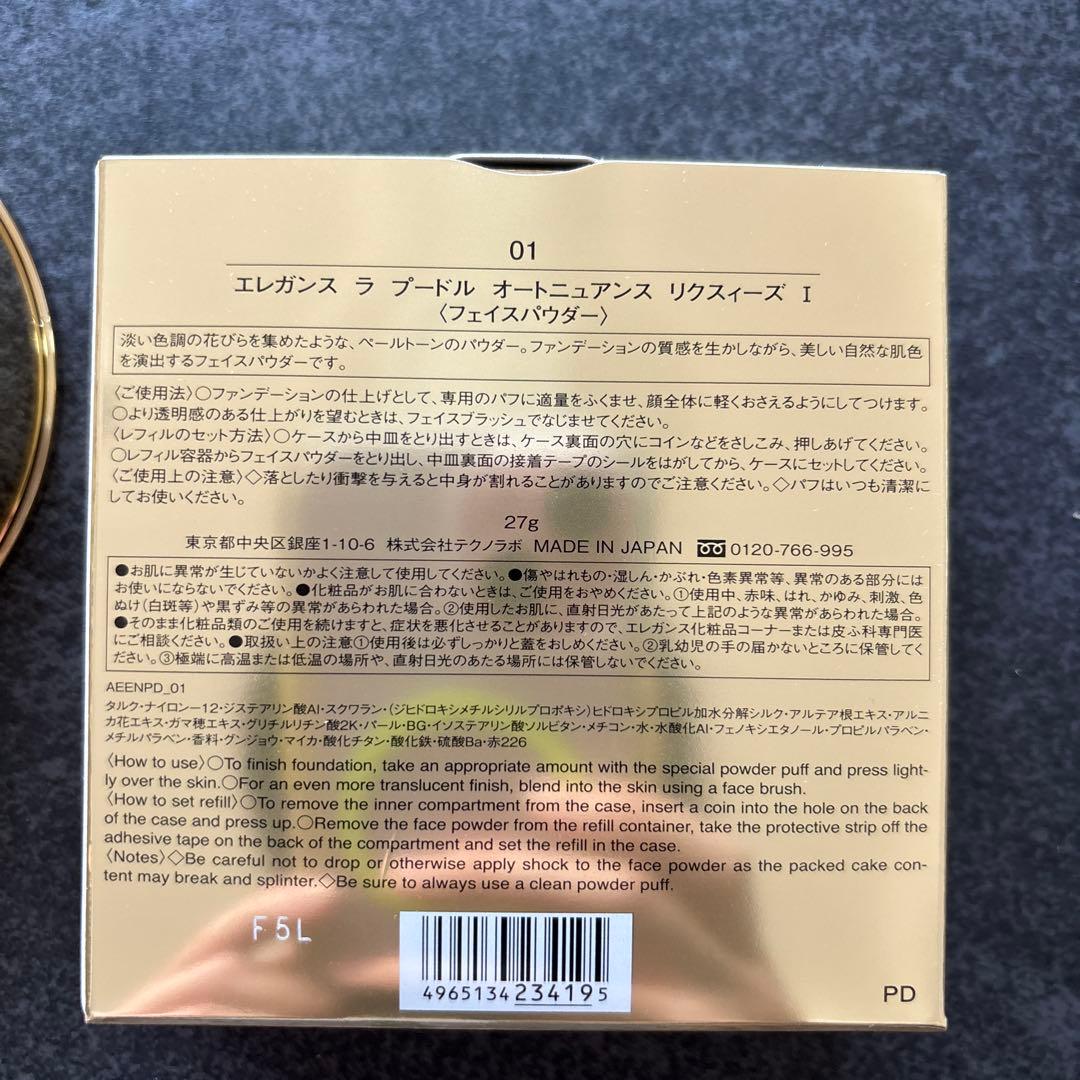 01
エレガンス ラ プードル オートニュアンス リクスィーズ I
〈フェイスパウダー〉
淡い色調の花びらを集めたような、ペールトーンのパウダー。ファンデーションの質感を生かしながら、美しい自然な肌色
を演出するフェイスパウダーです。
〈ご使用法〉○ファンデーションの仕上げとして、専用のパフに適量をふくませ、顔全体に軽くおさえるようにしてつけます。
○より透明感のある仕上がりを望むときは、フェイスブラッシュでなじませてください。
〈レフィルのセット方法〉○ケースから中皿をとり出すときは、ケース裏面の穴にコインなどをさしこみ、押しあげてください。
○レフィル容器からフェイスパウダーをとり出し、中皿裏面の接着テープのシールをはがしてから、ケースにセットしてください。
〈ご使用上の注意〉◇落としたり衝撃を与えると中身が割れることがありますのでご注意ください。◇パフはいつも清潔に
してお使いください。
27g
東京都中央区銀座1-10-6 株式会社テクノラボ MADE IN JAPAN 0120-766-995
●お肌に異常が生じていないかよく注意して使用してください。●傷やはれもの・湿しん・かぶれ・色素異常等、異常のある部分には
お使いにならないでください。●化粧品がお肌に合わないときは、ご使用をおやめください。①使用中、赤味、はれ、かゆみ、刺激、色
ぬけ(白斑等)や黒ずみ等の異常があらわれた場合。②使用したお肌に、直射日光があたって上記のような異常があらわれた場合。
●そのまま化粧品類のご使用を続けますと、症状を悪化させることがありますので、エレガンス化粧品コーナーまたは皮ふ科専門医
にご相談ください。●取扱い上の注意①使用後は必ずしっかりと蓋をおしめください。②乳幼児の手の届かないところに保管してく
ださい。③極端に高温または低温の場所や、直射日光のあたる場所には保管しないでください。
AEENPD_01
タルク・ナイロン-12・ジステアリン酸Al・スクワラン・(ジヒドロキシメチルシリルプロポキシ)ヒドロキシプロピル加水分解シルク・アルテア根エキス・アルニ
カ花エキス・ガマ穂エキス・グリチルリチン酸2K・パール・BG・イソステアリン酸ソルビタン・メチコン・水・水酸化Al・フェノキシエタノール・プロピルパラベン・
メチルパラベン・香料・グンジョウ・マイカ・酸化チタン・酸化鉄・硫酸Ba・赤226
〈How to use〉○To finish foundation, take an appropriate amount with the special powder puff and press light-
ly over the skin.○For an even more translucent finish, blend into the skin using a face brush.
〈How to set refill〉○To remove the inner compartment from the case, insert a coin into the hole on the back
of the case and press up.○Remove the face powder from the refill container, take the protective strip off the
adhesive tape on the back of the compartment and set the refill in the case.
〈Notes〉◇Be careful not to drop or otherwise apply shock to the face powder as the packed cake con-
tent may break and splinter.◇Be sure to always use a clean powder puff.
F5L
4965134234195
PD